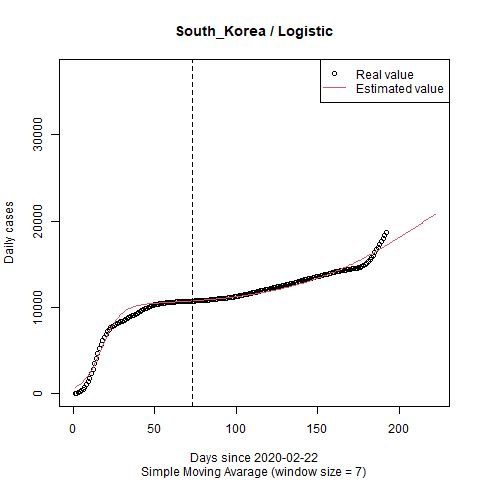 South_Korea / Logistic
Real value
Estimated value
Daily cases
30000
20000
10000
0
0 50 100 150 200
Days since 2020-02-22
Simple Moving Avarage (window size = 7)